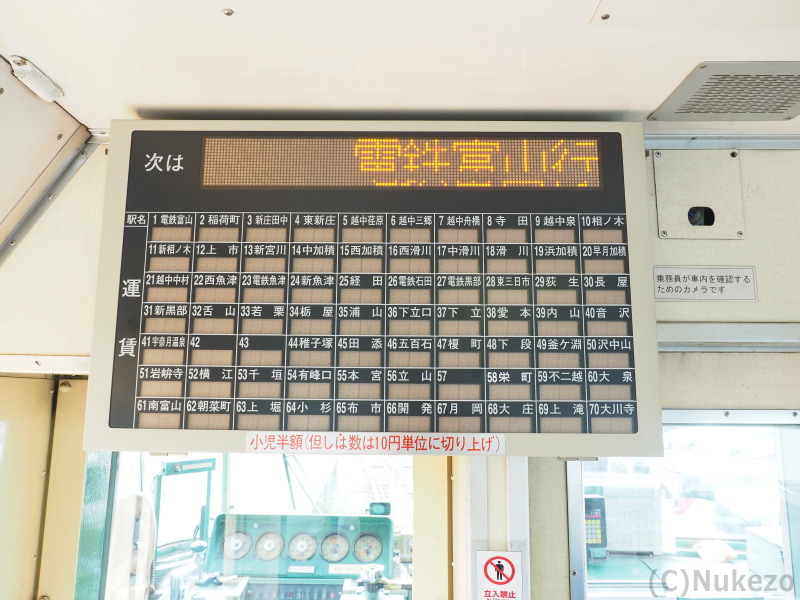 次は 電鉄富山行
駅名 1 電鉄富山 2 稲荷町 3 新庄田中 4 東新庄 5 越中荏原 6 越中三郷 7 越中舟橋 8 寺田 9 越中泉 10 相ノ木
11 新相ノ木 12 上市 13 新宮川 14 中加積 15 西加積 16 西滑川 17 中滑川 18 滑川 19 浜加積 20 早月加積
21 越中中村 22 西魚津 23 電鉄魚津 24 新魚津 25 経田 26 電鉄石田 27 電鉄黒部 28 東三日市 29 荻生 30 長屋
運賃
31 新黒部 32 舌山 33 若栗 34 栃屋 35 浦山 36 下立口 37 下立 38 愛本 39 内山 40 音沢
41 宇奈月温泉 42 43 44 稚子塚 45 田添 46 五百石 47 榎町 48 下段 49 釜ケ淵 50 沢中山
51 岩峅寺 52 横江 53 千垣 54 有峰口 55 本宮 56 立山 57 58 栄町 59 不二越 60 大泉
61 南富山 62 朝菜町 63 上堀 64 小杉 65 布市 66 開発 67 月岡 68 大庄 69 上滝 70 大川寺
小児半額(但しは数は10円単位に切り上げ)
乗務員が車内を確認する
ためのカメラです
立入禁止
(C)Nukezo